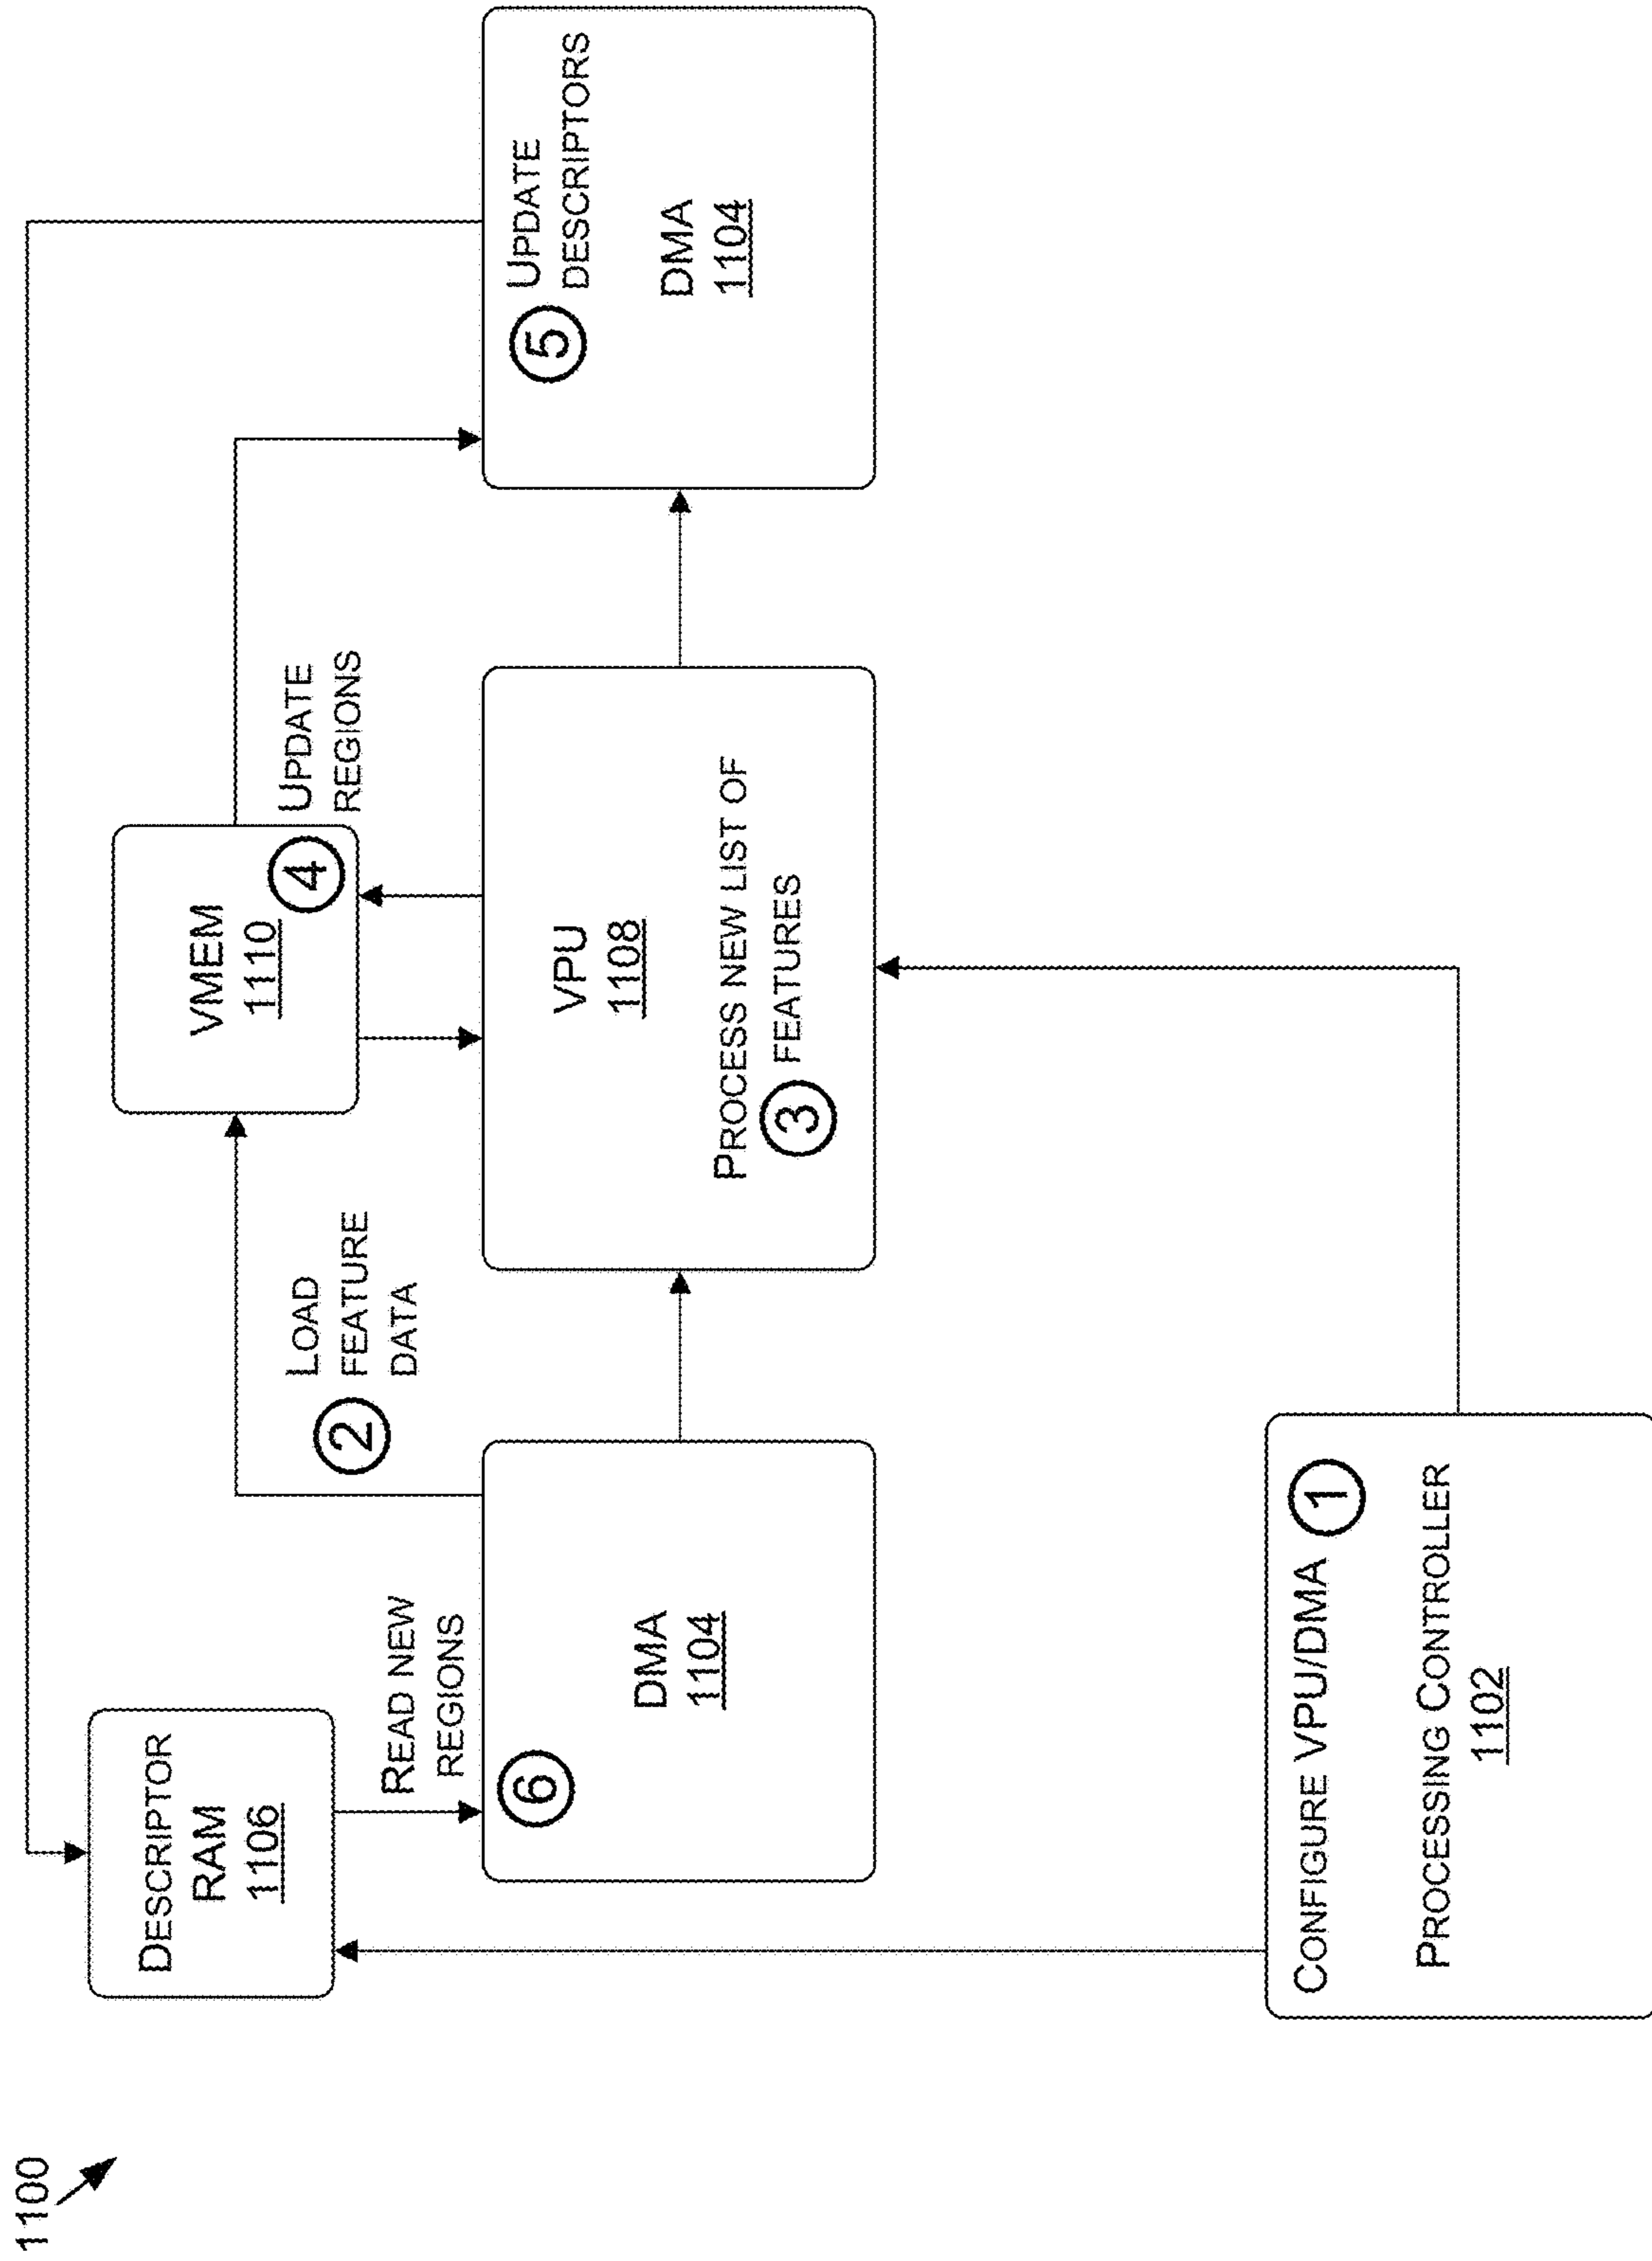 1100
DESCRIPTOR
RAM
1106
READ NEW
REGIONS
6
DMA
1104
2
LOAD
FEATURE
DATA
VMEM
1110
4
UPDATE
REGIONS
VPU
1108
PROCESS NEW LIST OF
3 FEATURES
5
UPDATE
DESCRIPTORS
DMA
1104
CONFIGURE VPU/DMA 1
PROCESSING CONTROLLER
1102